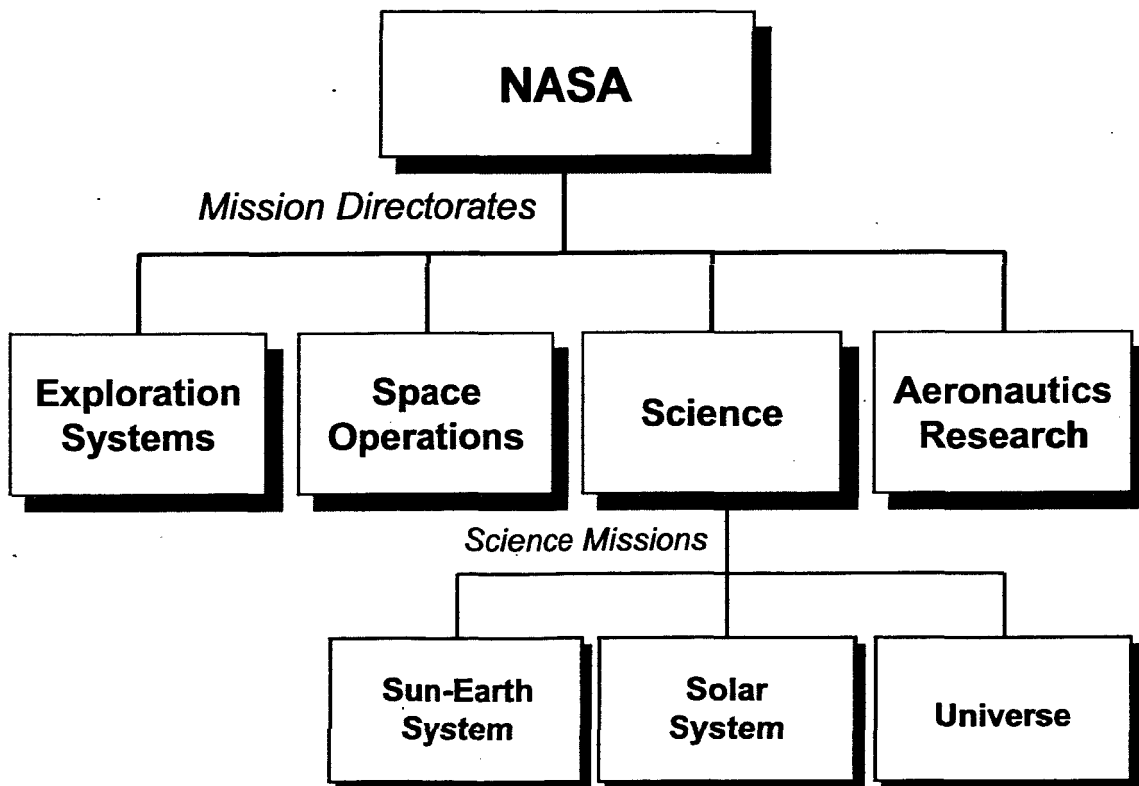 NASA
Mission Directorates
Exploration
Systems
Space
Operations
Science
Aeronautics
Research
Science Missions
Sun-Earth
System
Solar
System
Universe